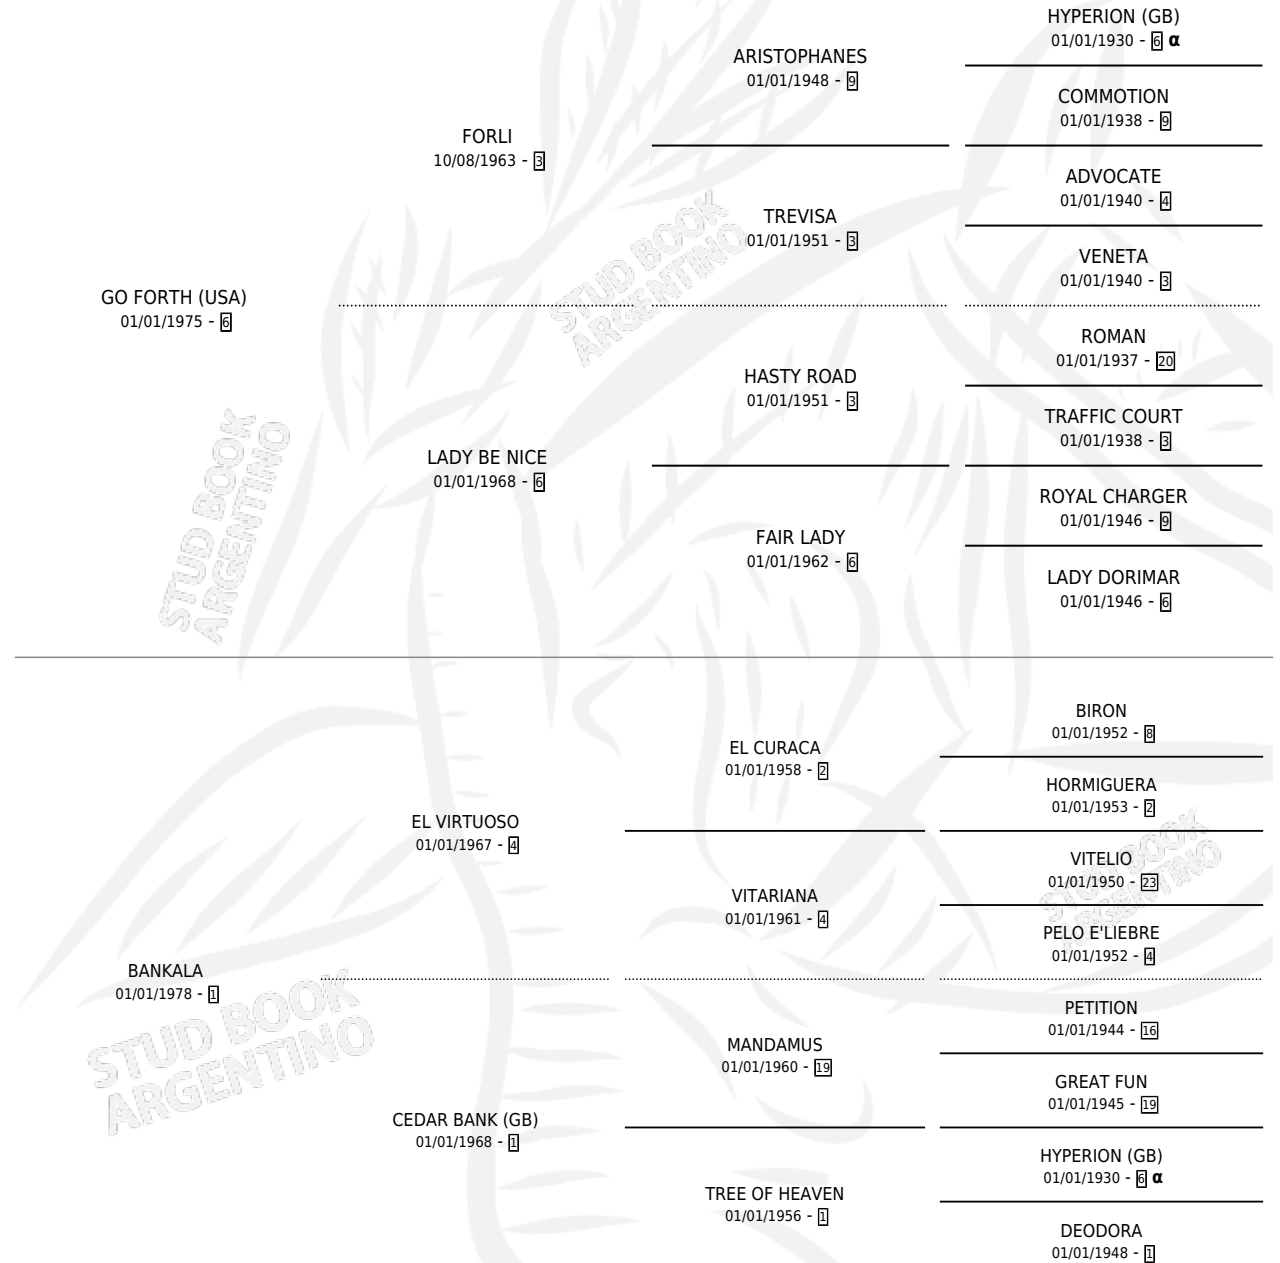 HYPERION (GB)
01/01/1930 - 6 α
ARISTOPHANES
01/01/1948 - 9
COMMOTION
01/01/1938 - 9
FORLI
10/08/1963 - 3
ADVOCATE
01/01/1940 - 4
TREVISA
01/01/1951 - 3
VENETA
01/01/1940 - 3
GO FORTH (USA)
01/01/1975 - 6
ROMAN
01/01/1937 - 20
HASTY ROAD
01/01/1951 - 3
TRAFFIC COURT
01/01/1938 - 3
LADY BE NICE
01/01/1968 - 6
ROYAL CHARGER
01/01/1946 - 9
FAIR LADY
01/01/1962 - 6
LADY DORIMAR
01/01/1946 - 6
STUD BOOK
ARGENTINO
STUD BOOK
ARGENTINO
BIRON
01/01/1952 - 8
EL CURACA
01/01/1958 - 2
HORMIGUERA
01/01/1953 - 2
EL VIRTUOSO
01/01/1967 - 4
VITELIO
01/01/1950 - 23
VITARIANA
01/01/1961 - 4
PELO E'LIEBRE
01/01/1952 - 4
BANKALA
01/01/1978 - 1
PETITION
01/01/1944 - 16
MANDAMUS
01/01/1960 - 19
GREAT FUN
01/01/1945 - 19
CEDAR BANK (GB)
01/01/1968 - 1
HYPERION (GB)
01/01/1930 - 6 α
TREE OF HEAVEN
01/01/1956 - 1
DEODORA
01/01/1948 - 1
STUD BOOK
ARGENTINO
STUD BOOK
ARGENTINO